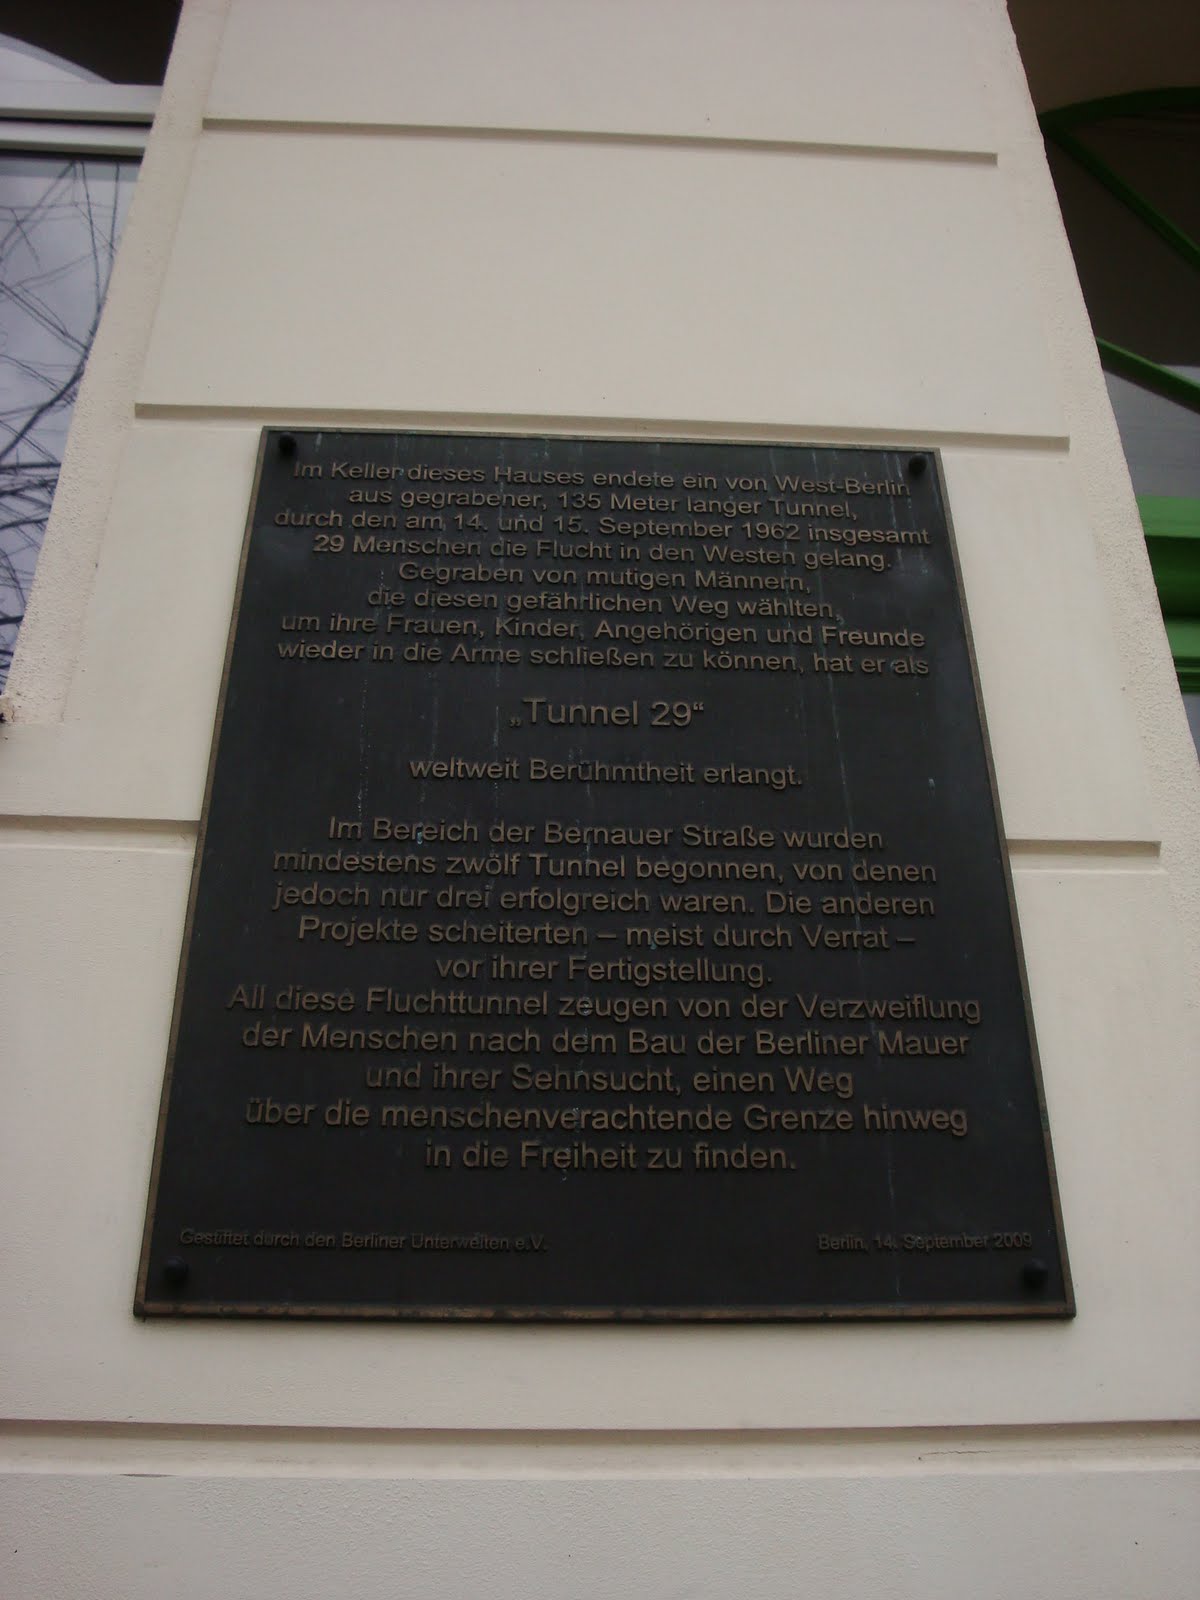 Im Keller dieses Hauses endete ein von West-Berlin
aus gegrabener, 135 Meter langer Tunnel,
durch den am 14. und 15. September 1962 insgesamt
29 Menschen die Flucht in den Westen gelang.
Gegraben von mutigen Männern,
die diesen gefährlichen Weg wählten,
um ihre Frauen, Kinder, Angehörigen und Freunde
wieder in die Arme schließen zu können, hat er als
„Tunnel 29“
weltweit Berühmtheit erlangt.
Im Bereich der Bernauer Straße wurden
mindestens zwölf Tunnel begonnen, von denen
jedoch nur drei erfolgreich waren. Die anderen
Projekte scheiterten – meist durch Verrat –
vor ihrer Fertigstellung.
All diese Fluchttunnel zeugen von der Verzweiflung
der Menschen nach dem Bau der Berliner Mauer
und ihrer Sehnsucht, einen Weg
über die menschenverachtende Grenze hinweg
in die Freiheit zu finden.
Gestiftet durch den Berliner Unterwelten e.V.
Berlin, 14. September 2009